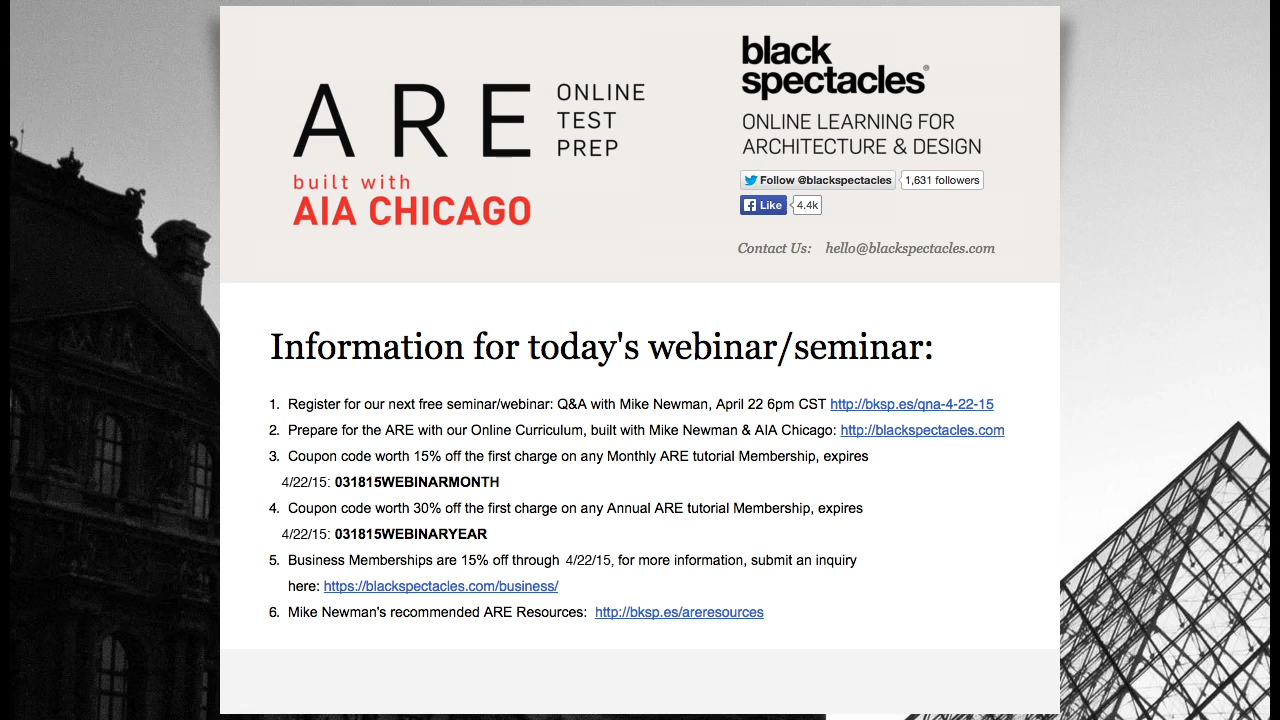 ARE ONLINE TEST PREP
built with
AIA CHICAGO
black
spectacles®
ONLINE LEARNING FOR
ARCHITECTURE & DESIGN
Follow @blackspectacles 1,631 followers
Like 4.4k
Contact Us: hello@blackspectacles.com
Information for today's webinar/seminar:
1. Register for our next free seminar/webinar: Q&A with Mike Newman, April 22 6pm CST http://bksp.es/qna-4-22-15
2. Prepare for the ARE with our Online Curriculum, built with Mike Newman & AIA Chicago: http://blackspectacles.com
3. Coupon code worth 15% off the first charge on any Monthly ARE tutorial Membership, expires
4/22/15: 031815WEBINARMONTH
4. Coupon code worth 30% off the first charge on any Annual ARE tutorial Membership, expires
4/22/15: 031815WEBINARYEAR
5. Business Memberships are 15% off through 4/22/15, for more information, submit an inquiry
here: https://blackspectacles.com/business/
6. Mike Newman's recommended ARE Resources: http://bksp.es/areresources